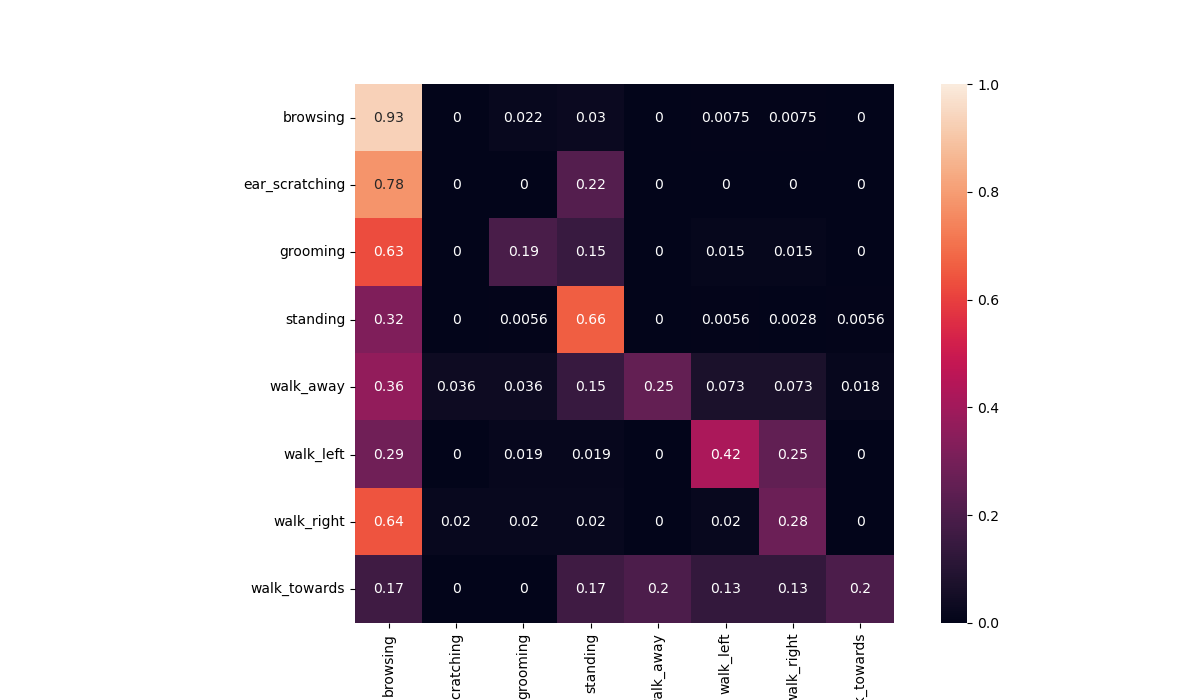 browsing 0.93 0 0.022 0.03 0 0.0075 0.0075 0
ear_scratching 0.78 0 0 0.22 0 0 0 0
grooming 0.63 0 0.19 0.15 0 0.015 0.015 0
standing 0.32 0 0.0056 0.66 0 0.0056 0.0028 0.0056
walk_away 0.36 0.036 0.036 0.15 0.25 0.073 0.073 0.018
walk_left 0.29 0 0.019 0.019 0 0.42 0.25 0
walk_right 0.64 0.02 0.02 0.02 0 0.02 0.28 0
walk_towards 0.17 0 0 0.17 0.2 0.13 0.13 0.2
browsing
cratching
grooming
standing
alk_away
walk_left
walk_right
k_towards
1.0
0.8
0.6
0.4
0.2
0.0